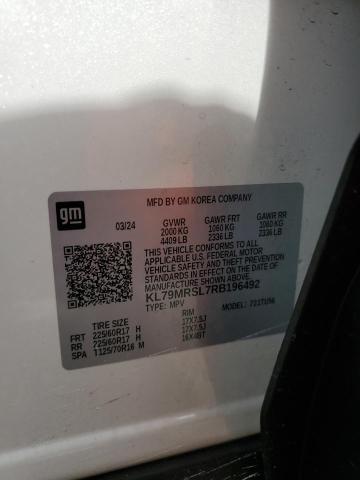 gm
MFD BY GM KOREA COMPANY
03/24 GVWR GAWR FRT GAWR RR
2000 KG 1060 KG 1060 KG
4409 LB 2336 LB 2336 LB
THIS VEHICLE CONFORMS TO ALL
APPLICABLE U.S. FEDERAL MOTOR
VEHICLE SAFETY AND THEFT PREVENTION
STANDARDS IN EFFECT ON THE DATE OF
MANUFACTURE SHOWN ABOVE.
KL79MRSL7RB196492
TYPE: MPV MODEL:
TIRE SIZE RIM
FRT 225/60R17 H 17X7.5J
RR 225/60R17 H 17X7.5J
SPA T125/70R16 M 16X4BT